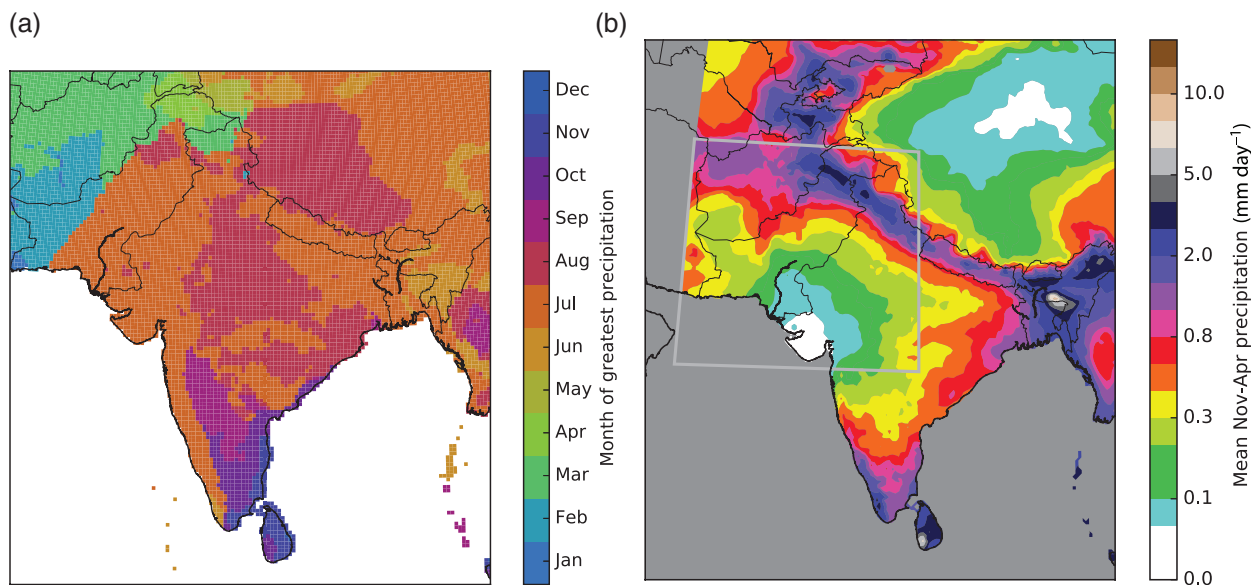 (a)
Dec
Nov
Oct
Sep
Aug
Jul
Jun
May
Apr
Mar
Feb
Jan
Month of greatest precipitation
(b)
10.0
5.0
2.0
0.8
0.3
0.1
0.0
Mean Nov-Apr precipitation (mm day⁻¹)